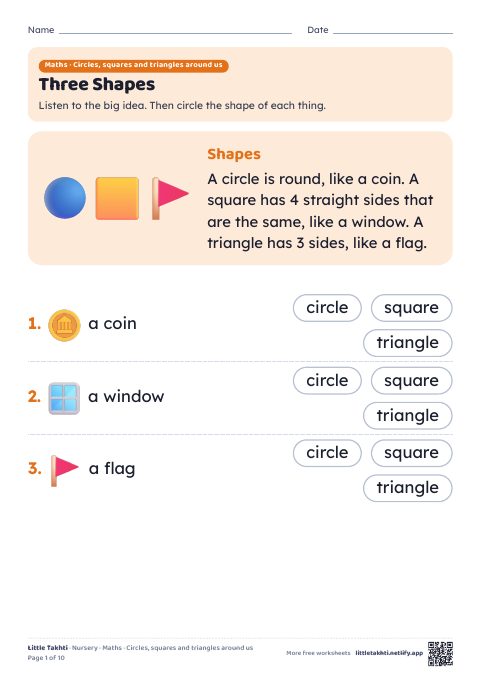 Name
Date
Maths · Circles, squares and triangles around us
Three Shapes
Listen to the big idea. Then circle the shape of each thing.
Shapes
A circle is round, like a coin. A
square has 4 straight sides that
are the same, like a window. A
triangle has 3 sides, like a flag.
1. a coin
circle square
triangle
2. a window
circle square
triangle
3. a flag
circle square
triangle
Little Takhti · Nursery · Maths · Circles, squares and triangles around us
Page 1 of 10
More free worksheets · littletakhti.netlify.app